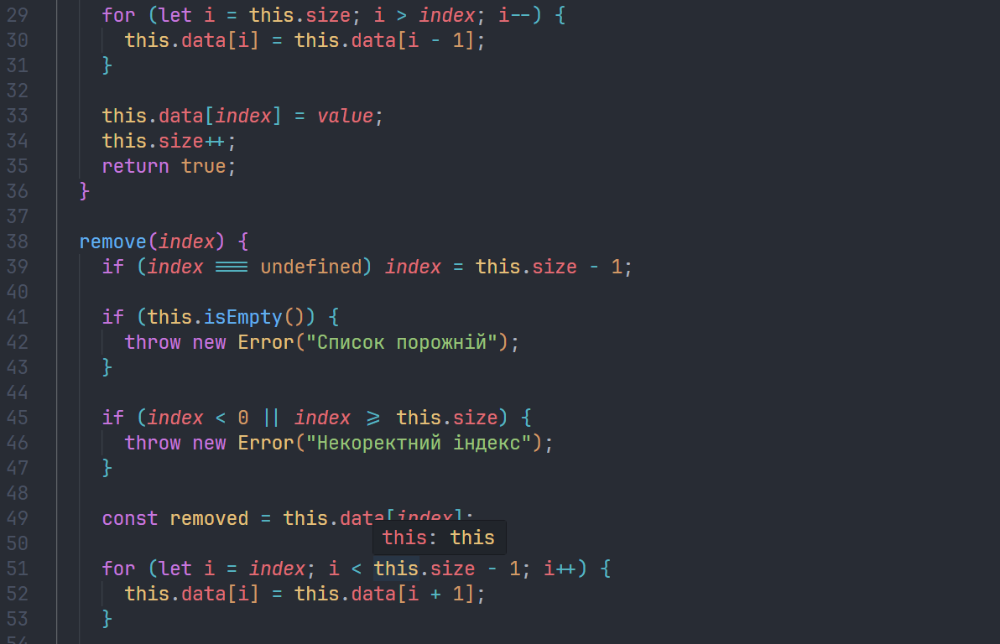 29 for (let i = this.size; i > index; i--) {
30 this.data[i] = this.data[i - 1];
31 }
32
33 this.data[index] = value;
34 this.size++;
35 return true;
36 }
37
38 remove(index) {
39 if (index === undefined) index = this.size - 1;
40
41 if (this.isEmpty()) {
42 throw new Error("Список порожній");
43 }
44
45 if (index < 0 || index >= this.size) {
46 throw new Error("Некоректний індекс");
47 }
48
49 const removed = this.data[index];
50
this: this
51 for (let i = index; i < this.size - 1; i++) {
52 this.data[i] = this.data[i + 1];
53 }
54